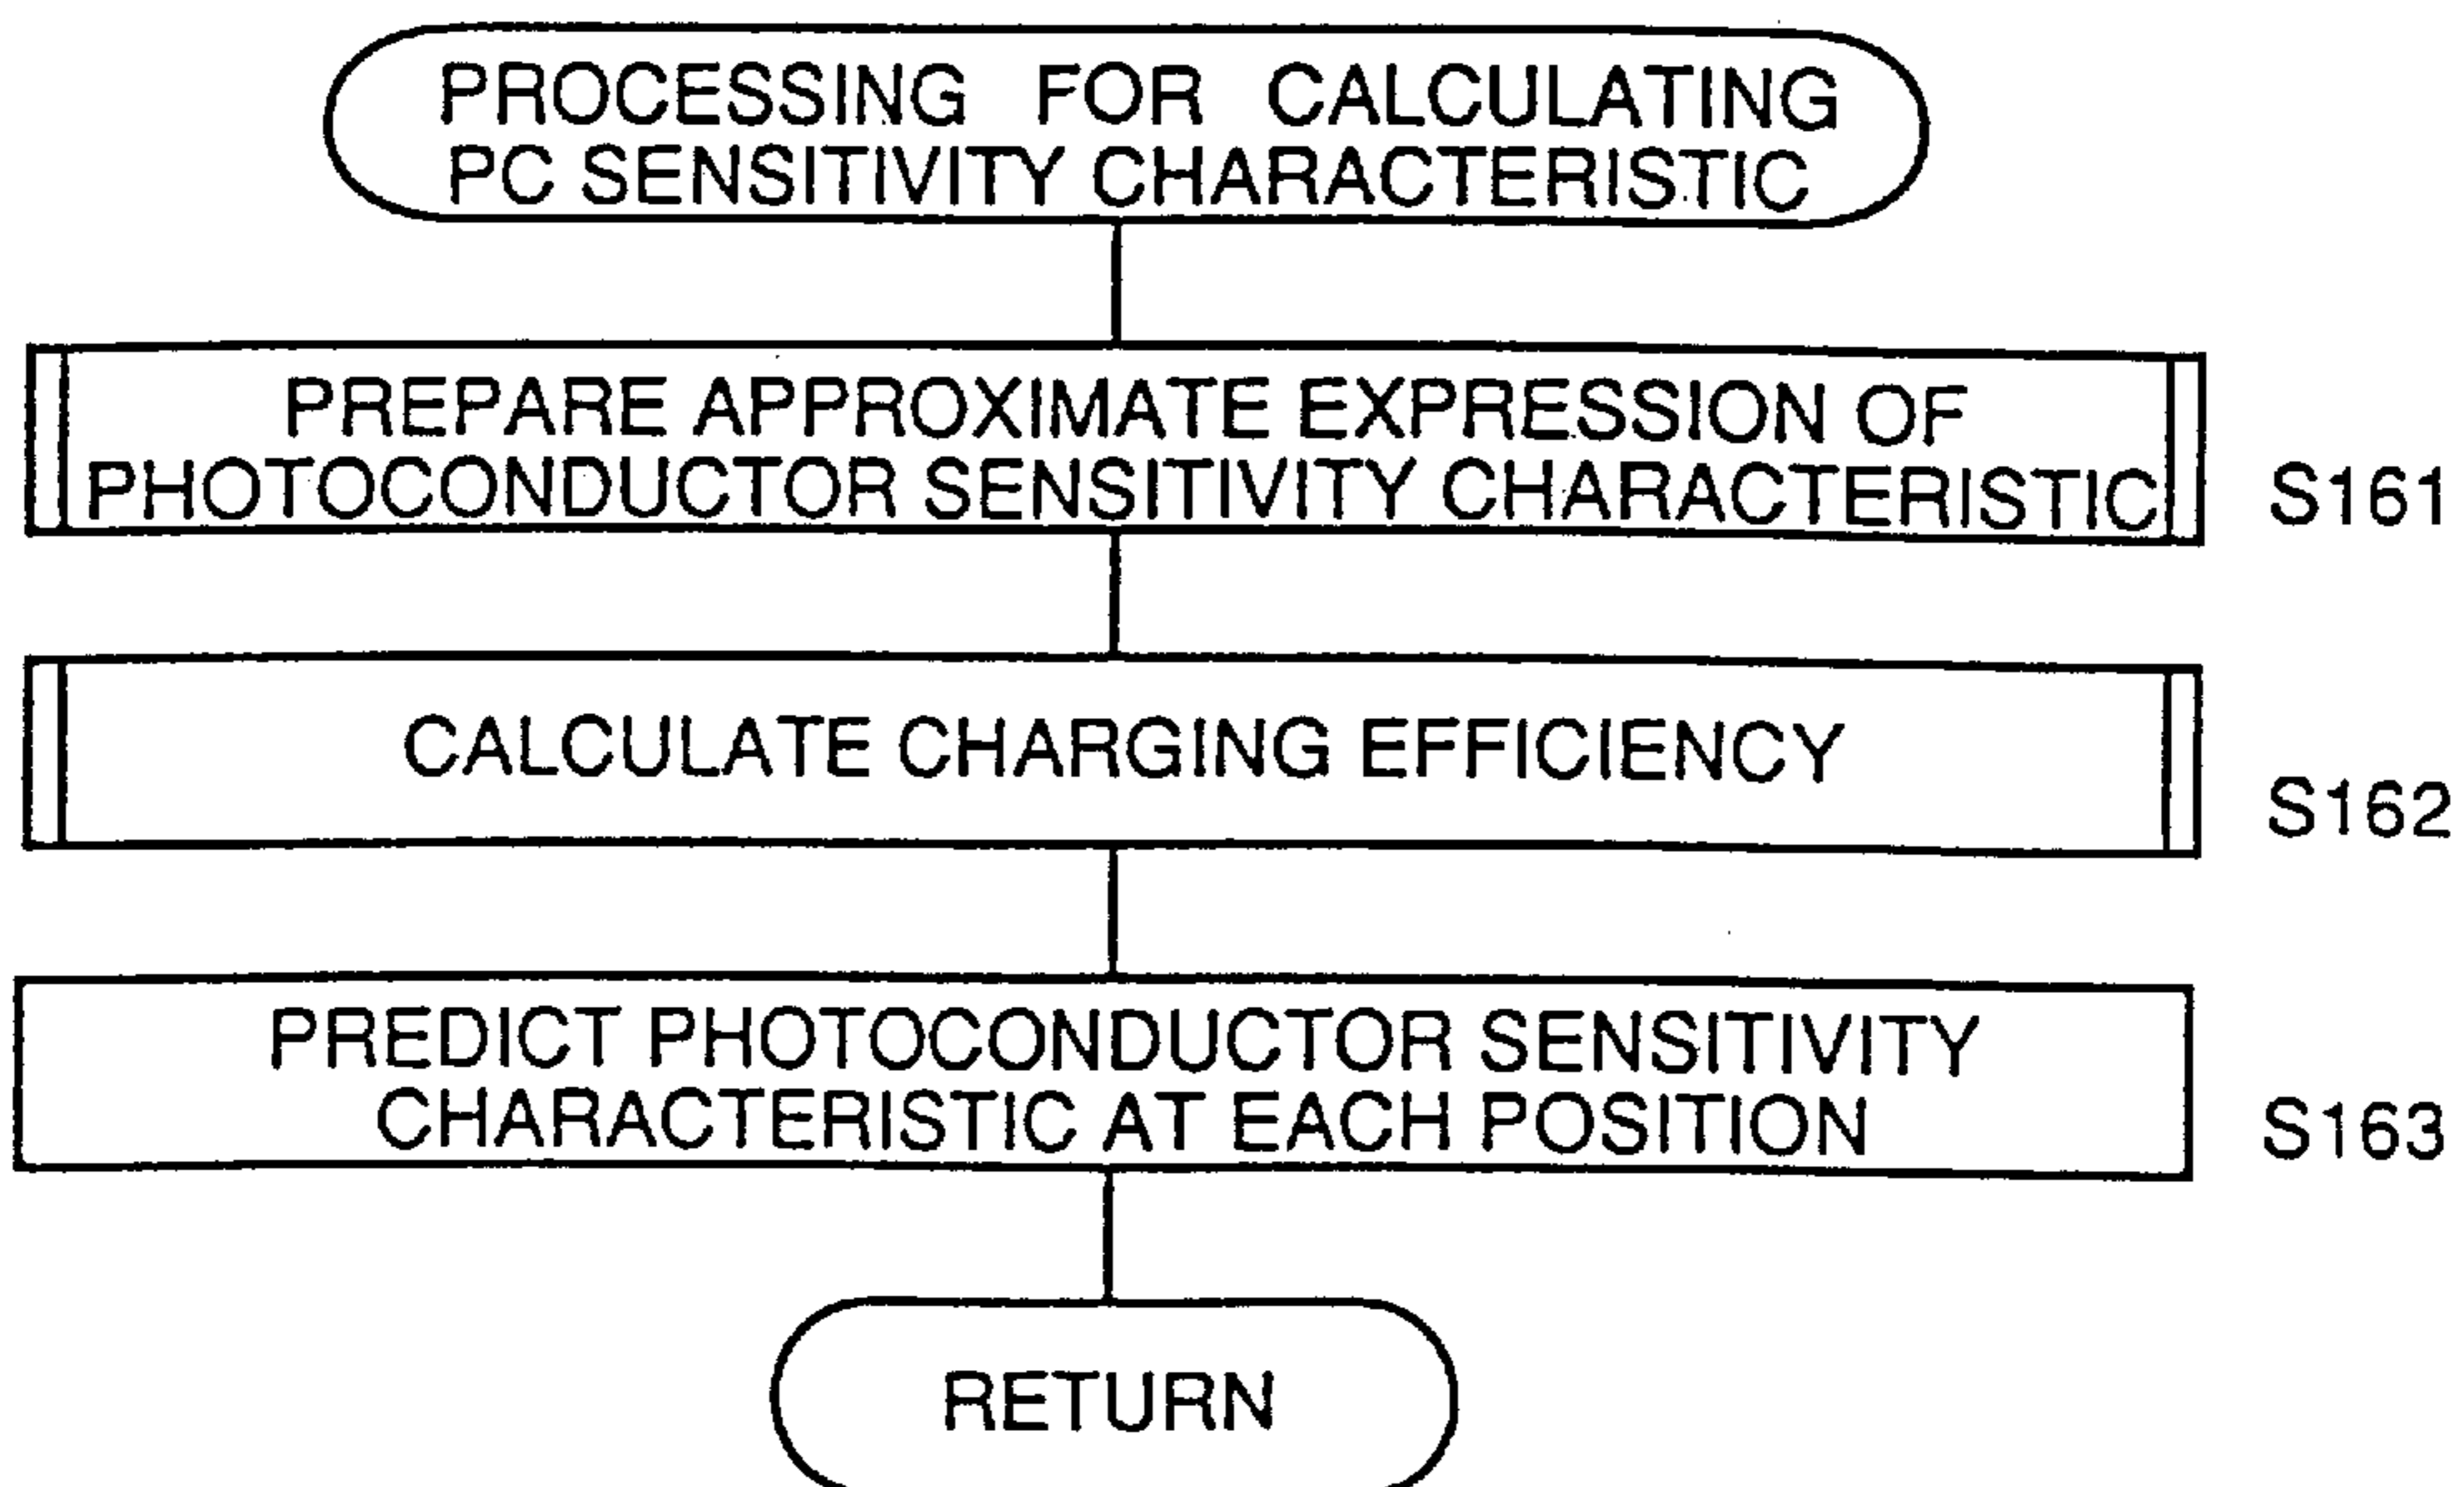 PROCESSING FOR CALCULATING
PC SENSITIVITY CHARACTERISTIC
PREPARE APPROXIMATE EXPRESSION OF
PHOTOCONDUCTOR SENSITIVITY CHARACTERISTIC
S161
CALCULATE CHARGING EFFICIENCY
S162
PREDICT PHOTOCONDUCTOR SENSITIVITY
CHARACTERISTIC AT EACH POSITION
S163
RETURN